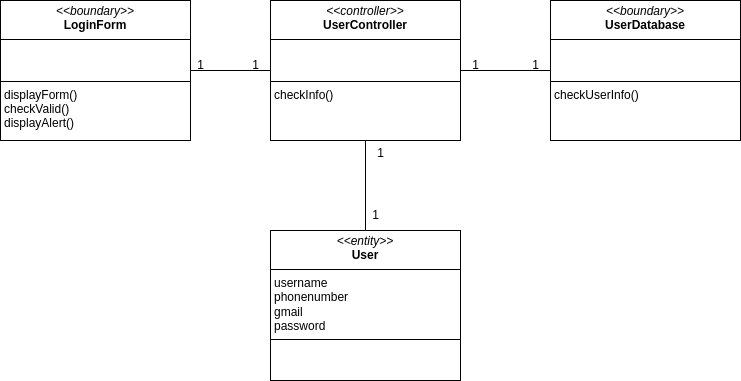 <<boundary>>
LoginForm
displayForm()
checkValid()
displayAlert()
1
1
<<controller>>
UserController
checkInfo()
1
1
<<boundary>>
UserDatabase
checkUserInfo()
1
1
<<entity>>
User
username
phonenumber
gmail
password